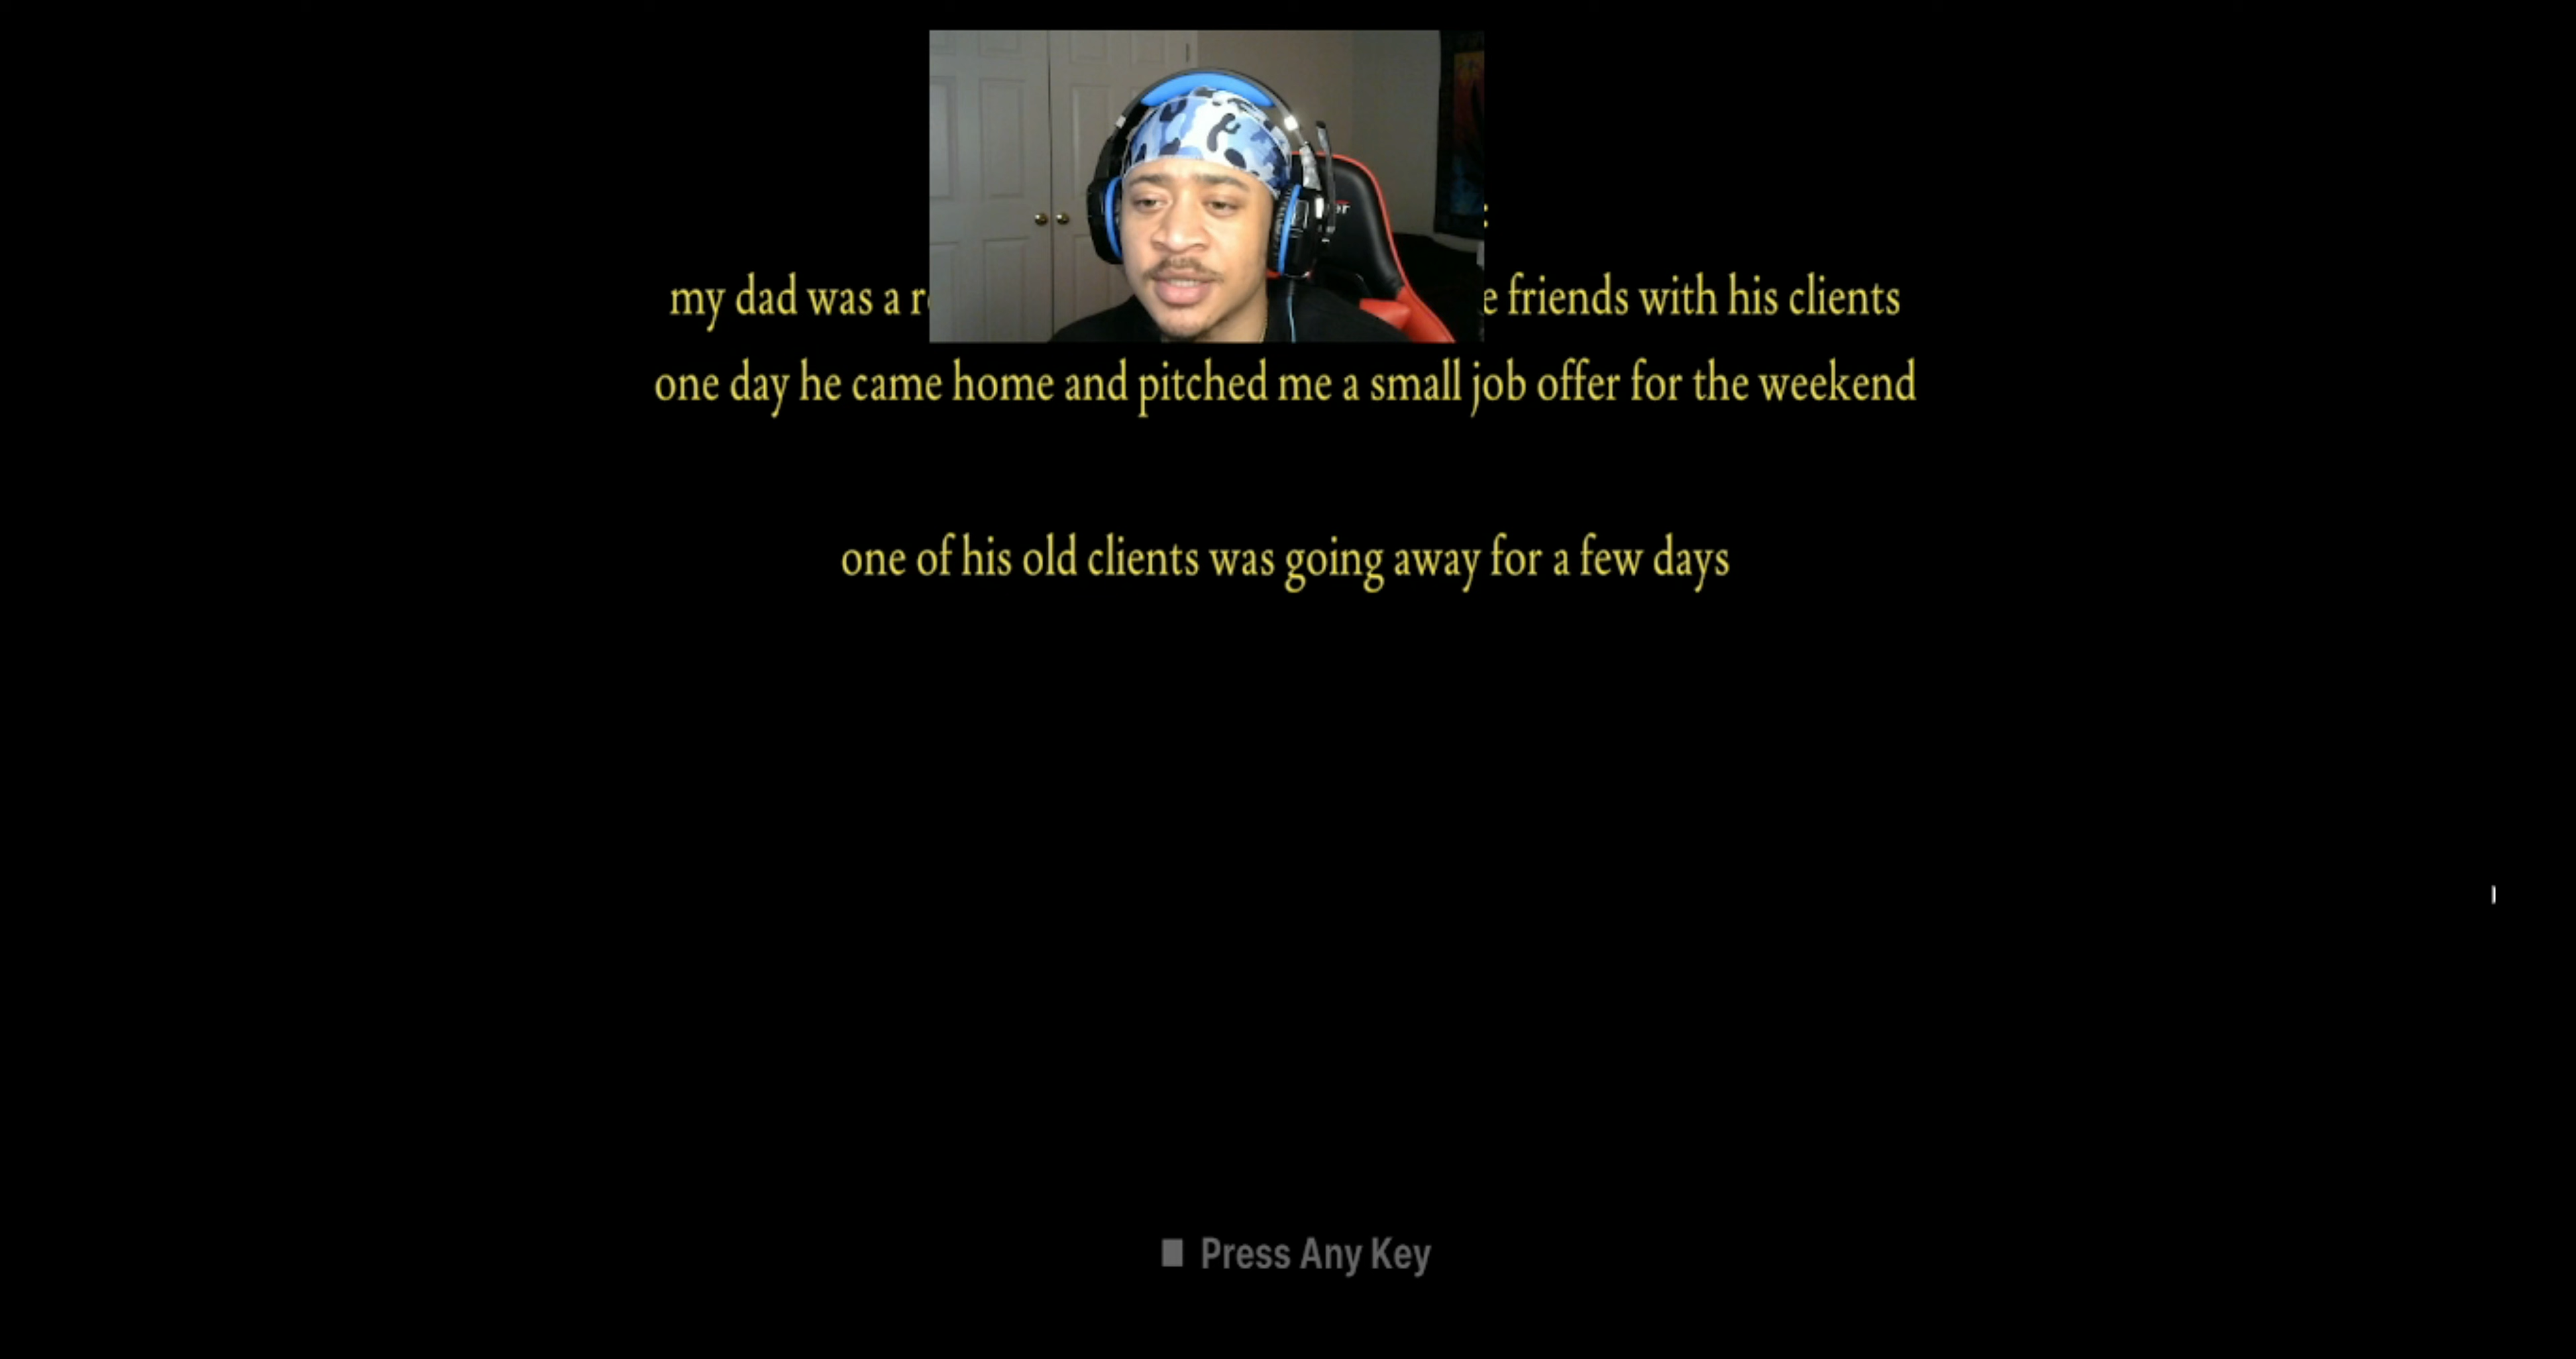 my dad was a friends with his clients
one day he came home and pitched me a small job offer for the weekend
one of his old clients was going away for a few days
Press Any Key